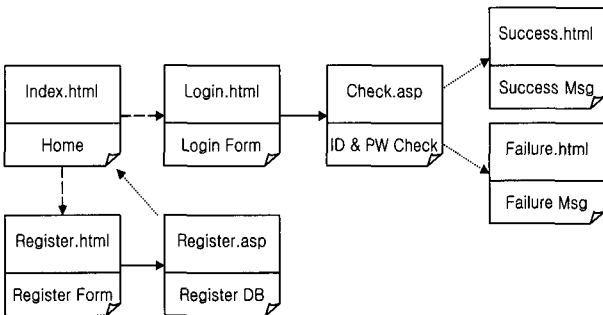 Success.html
Success Msg
Index.html
Home
Login.html
Login Form
Check.asp
ID & PW Check
Failure.html
Failure Msg
Register.html
Register Form
Register.asp
Register DB